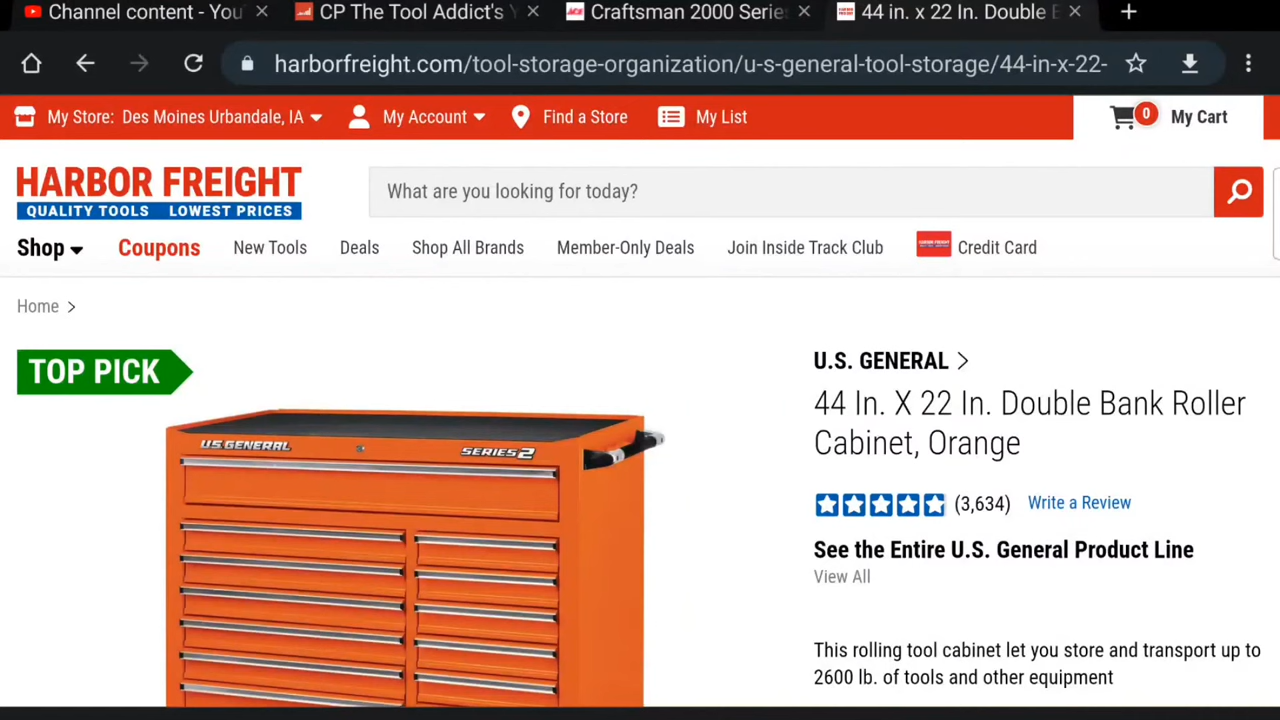 Channel content - You
CP The Tool Addict's Y
Craftsman 2000 Serie
44 in. x 22 In. Double E
harborfreight.com/tool-storage-organization/u-s-general-tool-storage/44-in-x-22-
My Store: Des Moines Urbandale, IA
My Account
Find a Store
My List
0
My Cart
HARBOR FREIGHT
QUALITY TOOLS LOWEST PRICES
What are you looking for today?
Shop
Coupons
New Tools
Deals
Shop All Brands
Member-Only Deals
Join Inside Track Club
Credit Card
Home
TOP PICK
U.S. GENERAL
SERIES 2
U.S. GENERAL
44 In. X 22 In. Double Bank Roller
Cabinet, Orange
(3,634)
Write a Review
See the Entire U.S. General Product Line
View All
This rolling tool cabinet let you store and transport up to
2600 lb. of tools and other equipment